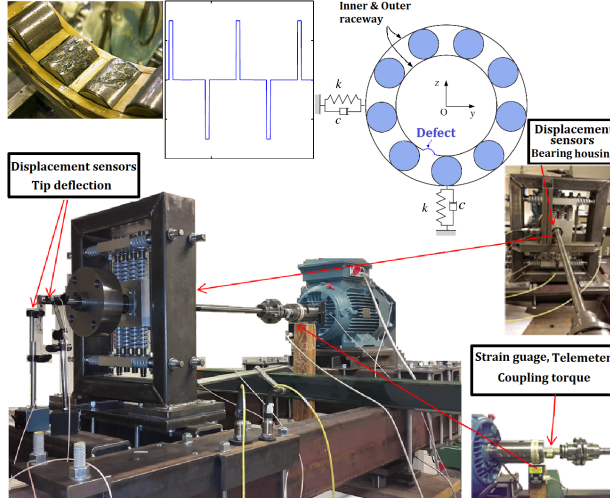 Inner & Outer
raceway
k
c
z
O
y
Defect
k
c
Displacement
sensors
Bearing housing
Displacement sensors
Tip deflection
Strain guage, Telemeter
Coupling torque